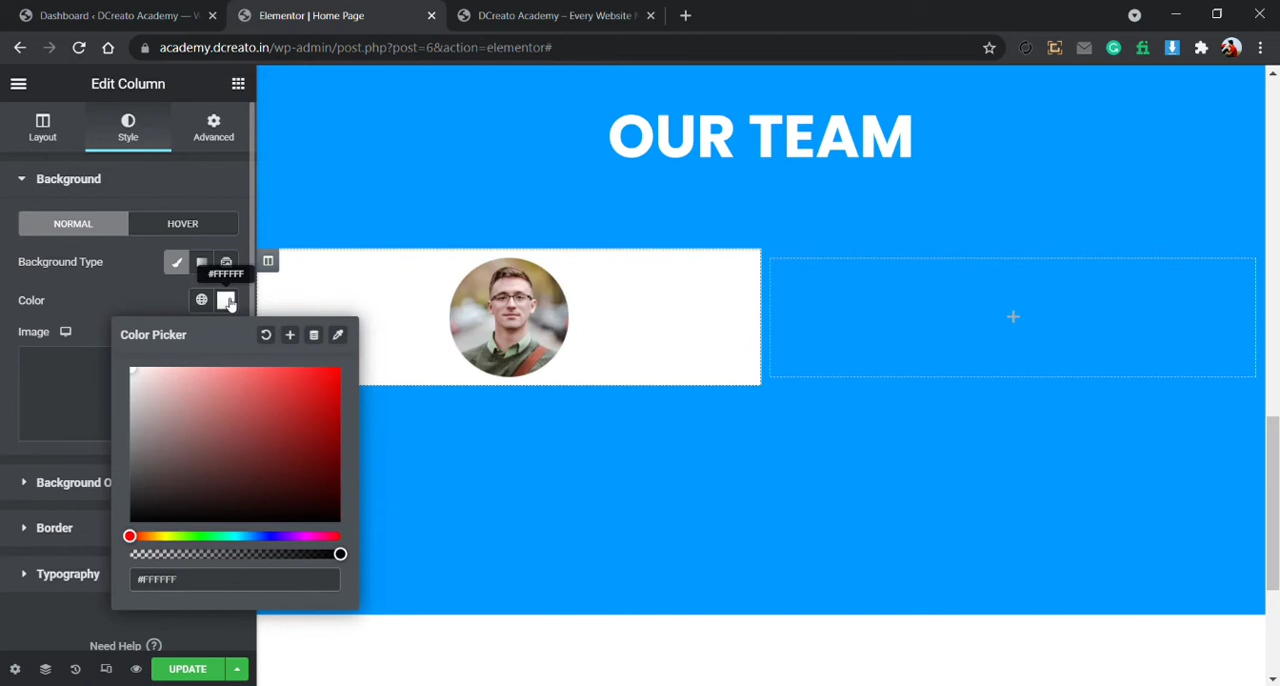 Dashboard ‹ DCreato Academy — W
Elementor | Home Page
DCreato Academy – Every Website
academy.dcreato.in/wp-admin/post.php?post=6&action=elementor#
Edit Column
Layout
Style
Advanced
Background
NORMAL
HOVER
Background Type
#FFFFFF
Color
Image
Color Picker
#FFFFFF
Background O
Border
Typography
Need Help
UPDATE
OUR TEAM